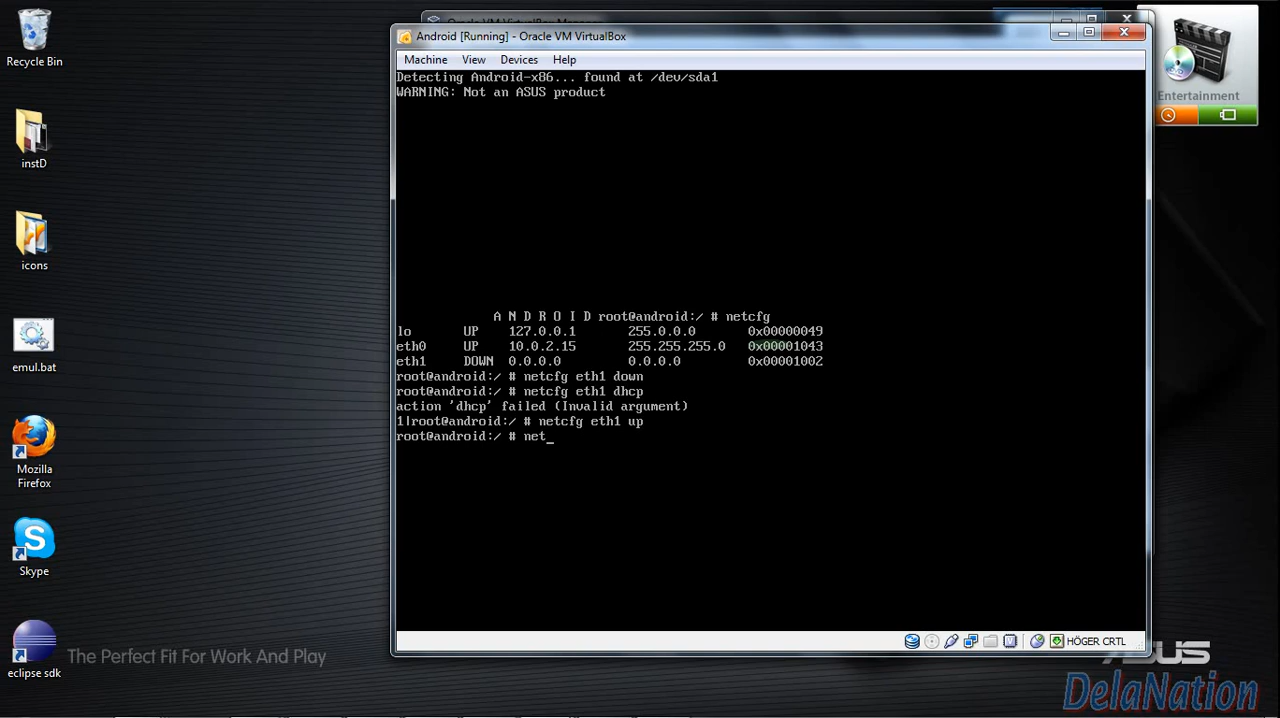 Recycle Bin
instD
icons
emul.bat
Mozilla
Firefox
Skype
eclipse sdk
The Perfect Fit For Work And Play
Oracle VM VirtualBox Manager
Android [Running] - Oracle VM VirtualBox
Machine View Devices Help
Detecting Android-x86... found at /dev/sda1
WARNING: Not an ASUS product
A N D R O I D root@android:/ # netcfg
lo UP 127.0.0.1 255.0.0.0 0x00000049
eth0 UP 10.0.2.15 255.255.255.0 0x00001043
eth1 DOWN 0.0.0.0 0.0.0.0 0x00001002
root@android:/ # netcfg eth1 down
root@android:/ # netcfg eth1 dhcp
action 'dhcp' failed (Invalid argument)
1|root@android:/ # netcfg eth1 up
root@android:/ # net_
HÖGER CRTL
Entertainment
ASUS
DelaNation